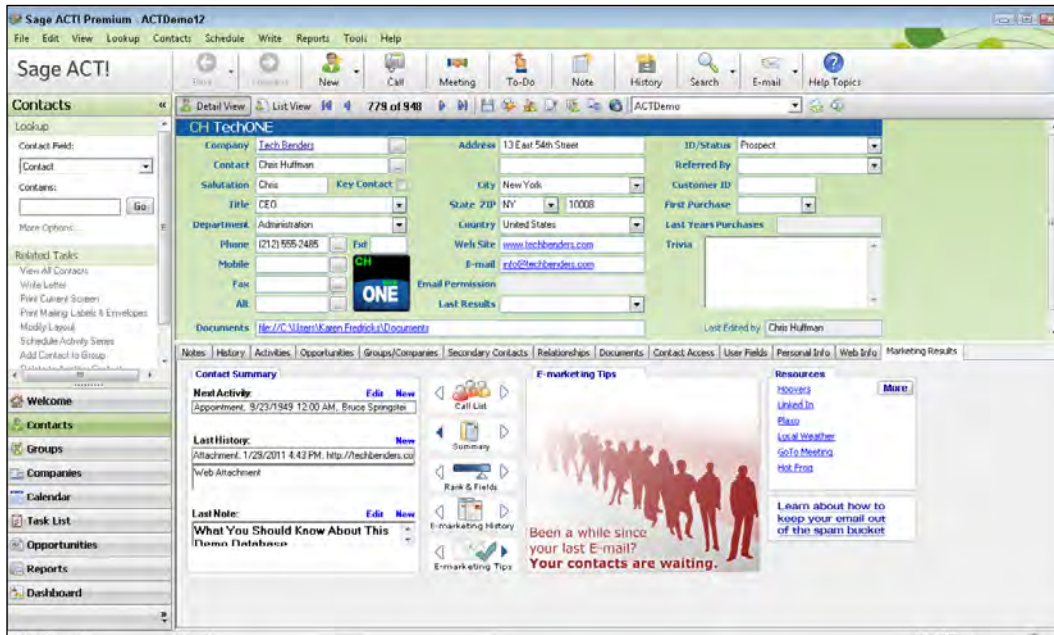 Sage ACT! Premium - ACTDemo12
File Edit View Lookup Contacts Schedule Write Reports Tools Help
Sage ACT!
Back
New
Call
Meeting
To-Do
Note
History
Search
E-mail
Help Topics
Contacts «
Detail View List View 779 of 948 ACTDemo
Lookup
Contact Field:
Contact
Contains:
Go
More Options...
Related Tasks
View All Contacts
Write Letter
Print Current Screen
Print Mailing Labels & Envelopes
Modify Layout
Schedule Activity Series
Add Contact to Group
Welcome
Contacts
Groups
Companies
Calendar
Task List
Opportunities
Reports
Dashboard
CH TechONE
Company Tech Benders
Contact Chris Huffman
Salutation Chris Key Contact
Title CEO
Department Administration
Phone (212) 555-2485 Ext
Mobile
Fax
Alt
CH
ONE
Documents file://C:\Users\Karen Fredricks\Documents
Address 13 East 54th Street
City New York
State ZIP NY 10008
Country United States
Web Site www.techbenders.com
E-mail info@techbenders.com
Email Permission
Last Results
ID/Status Prospect
Referred By
Customer ID
First Purchase
Last Years Purchases
Trivia
Last Edited by Chris Huffman
Notes History Activities Opportunities Groups/Companies Secondary Contacts Relationships Documents Contact Access User Fields Personal Info Web Info Marketing Results
Contact Summary
Next Activity: Edit New
Appointment, 9/23/1949 12:00 AM, Bruce Springstei
Last History: New
Attachment, 1/29/2011 4:43 PM, http://techbenders.co
Web Attachment
Last Note: Edit New
What You Should Know About This
Demo Database
Call List
Summary
Rank & Fields
E-marketing History
E-marketing Tips
E-marketing Tips
Been a while since
your last E-mail?
Your contacts are waiting.
Resources
More
Hoovers
Linked In
Plaxo
Local Weather
GoTo Meeting
Hot Frog
Learn about how to
keep your email out
of the spam bucket